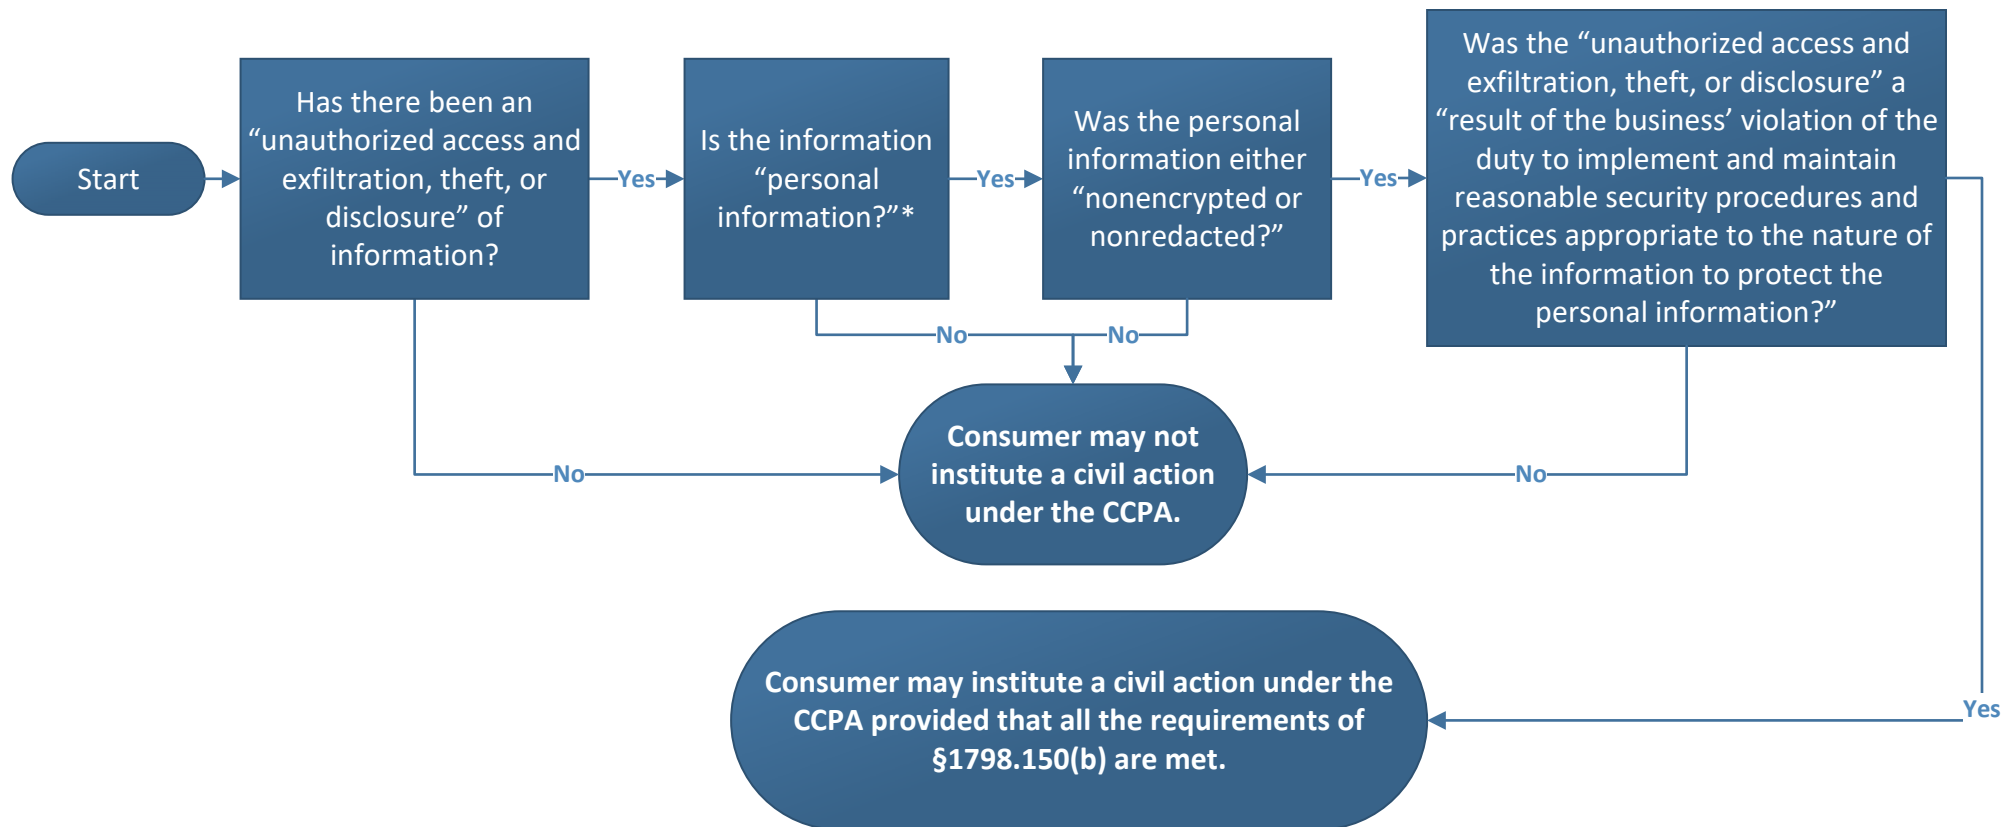 Start
Has there been an
“unauthorized access and
exfiltration, theft, or
disclosure” of
information?
Yes
Is the information
“personal
information?”*
Yes
Was the personal
information either
“nonencrypted or
nonredacted?”
Yes
Was the “unauthorized access and
exfiltration, theft, or disclosure” a
“result of the business’ violation of the
duty to implement and maintain
reasonable security procedures and
practices appropriate to the nature of
the information to protect the
personal information?”
No
No
No
No
Consumer may not
institute a civil action
under the CCPA.
Yes
Consumer may institute a civil action under the
CCPA provided that all the requirements of
§1798.150(b) are met.